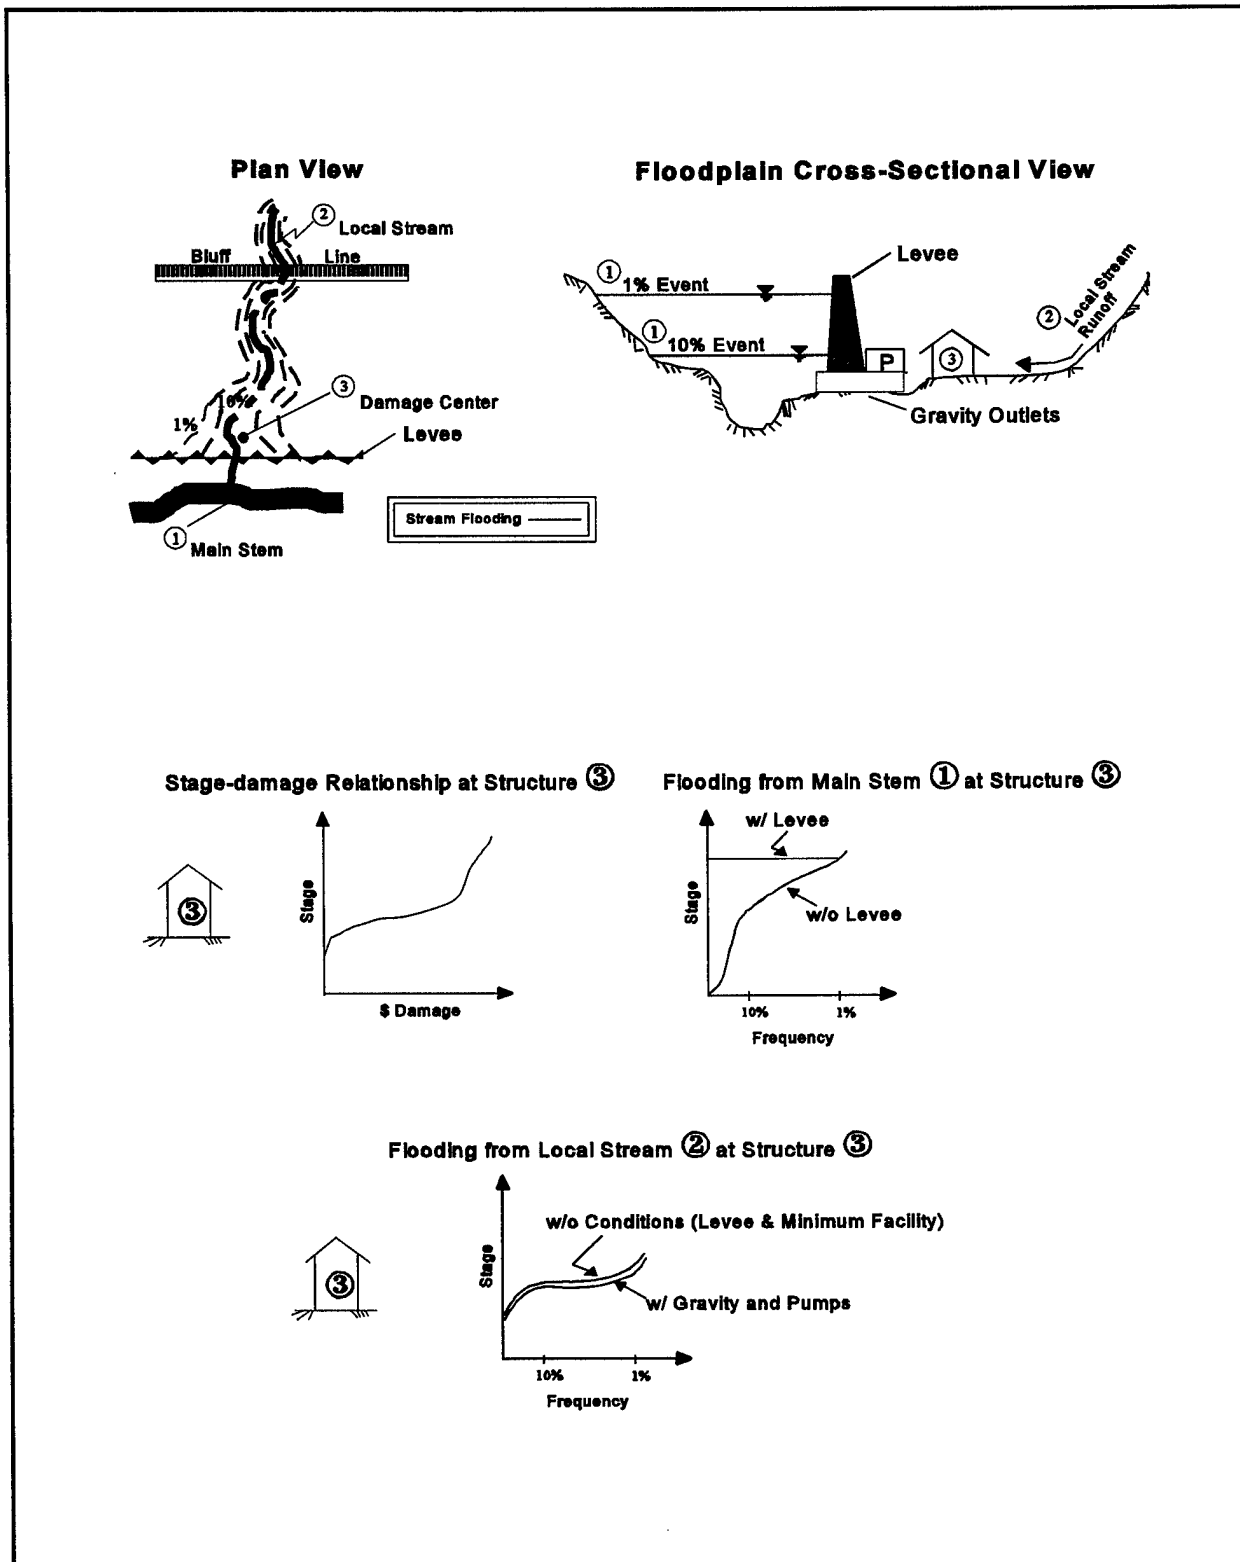 Plan View
② Local Stream
Bluff Line
③ Damage Center
10%
1%
Levee
① Main Stem
Stream Flooding
Floodplain Cross-Sectional View
Levee
① 1% Event
② Local Stream
Runoff
① 10% Event
P
③
Gravity Outlets
Stage-damage Relationship at Structure ③
③
Stage
$ Damage
Flooding from Main Stem ① at Structure ③
w/ Levee
w/o Levee
Stage
10% 1%
Frequency
Flooding from Local Stream ② at Structure ③
w/o Conditions (Levee & Minimum Facility)
③
Stage
w/ Gravity and Pumps
10% 1%
Frequency